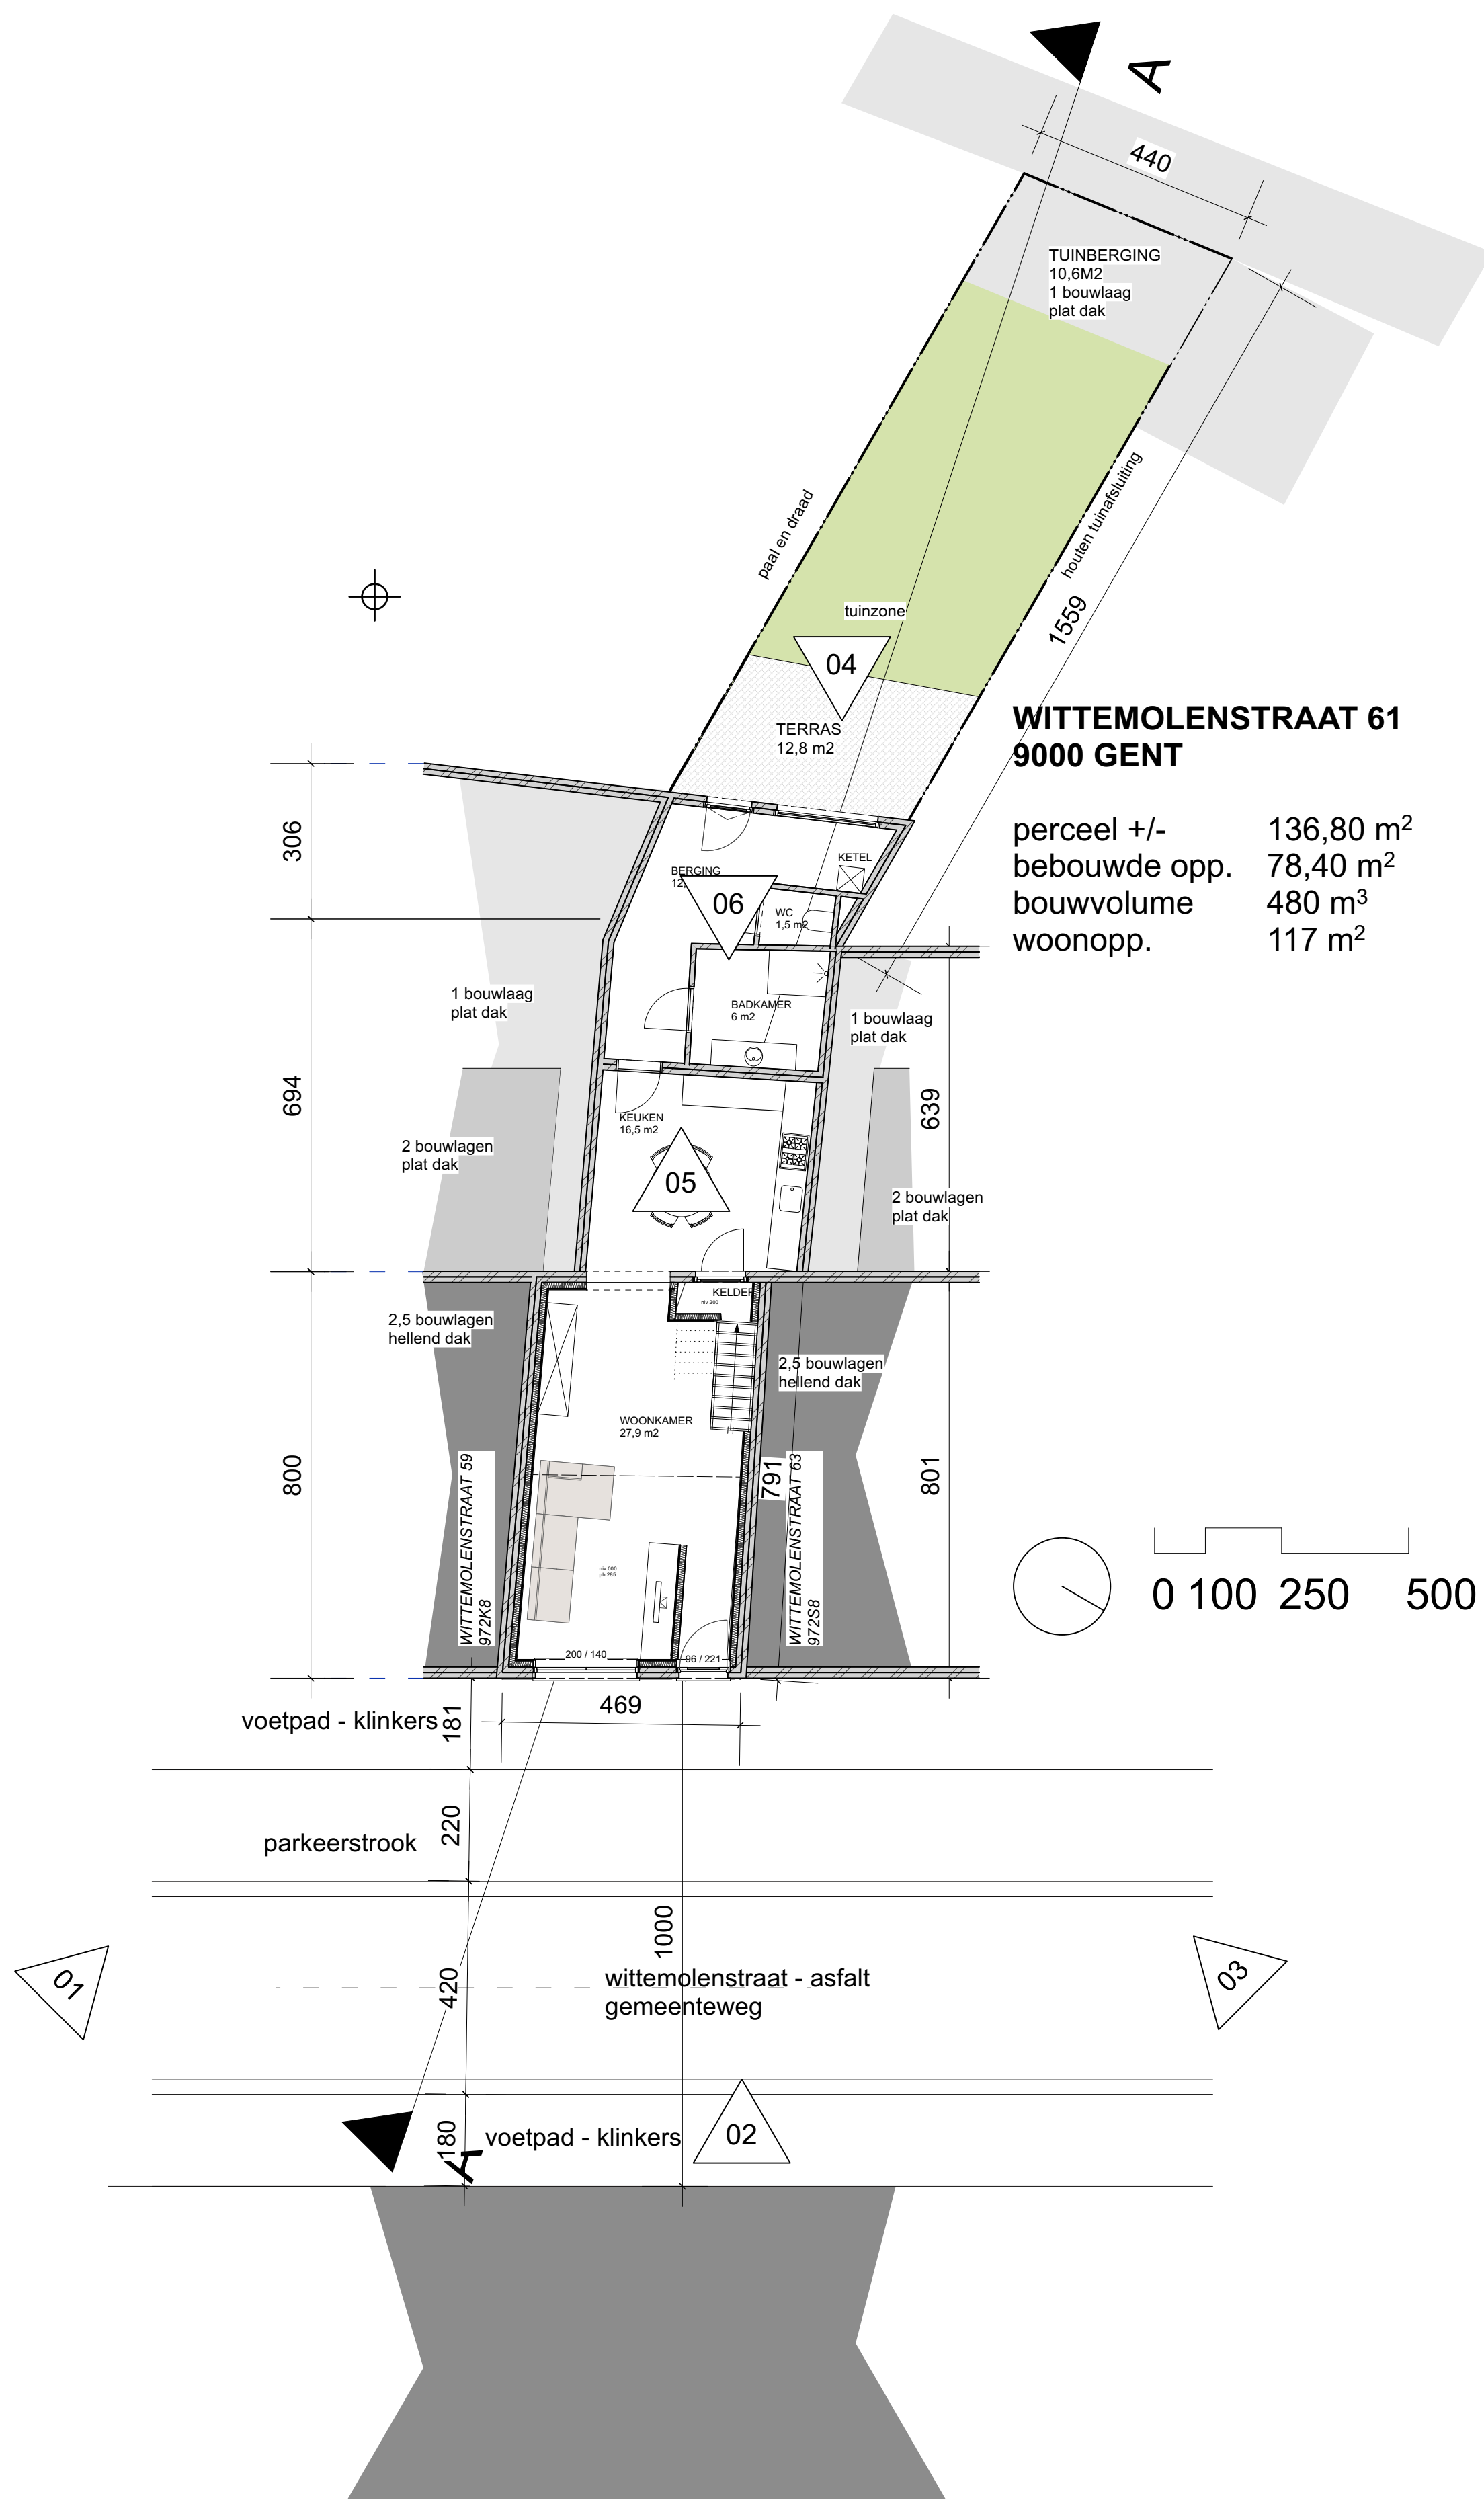 A
440
TUINBERGING
10,6M2
1 bouwlaag
plat dak
paal en draad
houten tuinafsluiting
1559
tuinzone
04
TERRAS
12,8 m2
WITTEMOLENSTRAAT 61
9000 GENT
perceel +/- 136,80 m²
bebouwde opp. 78,40 m²
bouwvolume 480 m³
woonopp. 117 m²
306
KETEL
BERGING
06
WC
1,5 m2
1 bouwlaag
plat dak
BADKAMER
6 m2
1 bouwlaag
plat dak
694
639
KEUKEN
16,5 m2
2 bouwlagen
plat dak
05
2 bouwlagen
plat dak
KELDER
niv 200
2,5 bouwlagen
hellend dak
2,5 bouwlagen
hellend dak
WOONKAMER
27,9 m2
800
WITTEMOLENSTRAAT 59
972K8
791
WITTEMOLENSTRAAT 63
972S8
801
niv 000
ph 285
0 100 250 500
200 / 140
96 / 221
469
voetpad - klinkers
181
parkeerstrook
220
1000
01
420
wittemolenstraat - asfalt
gemeenteweg
03
180
voetpad - klinkers
02
A